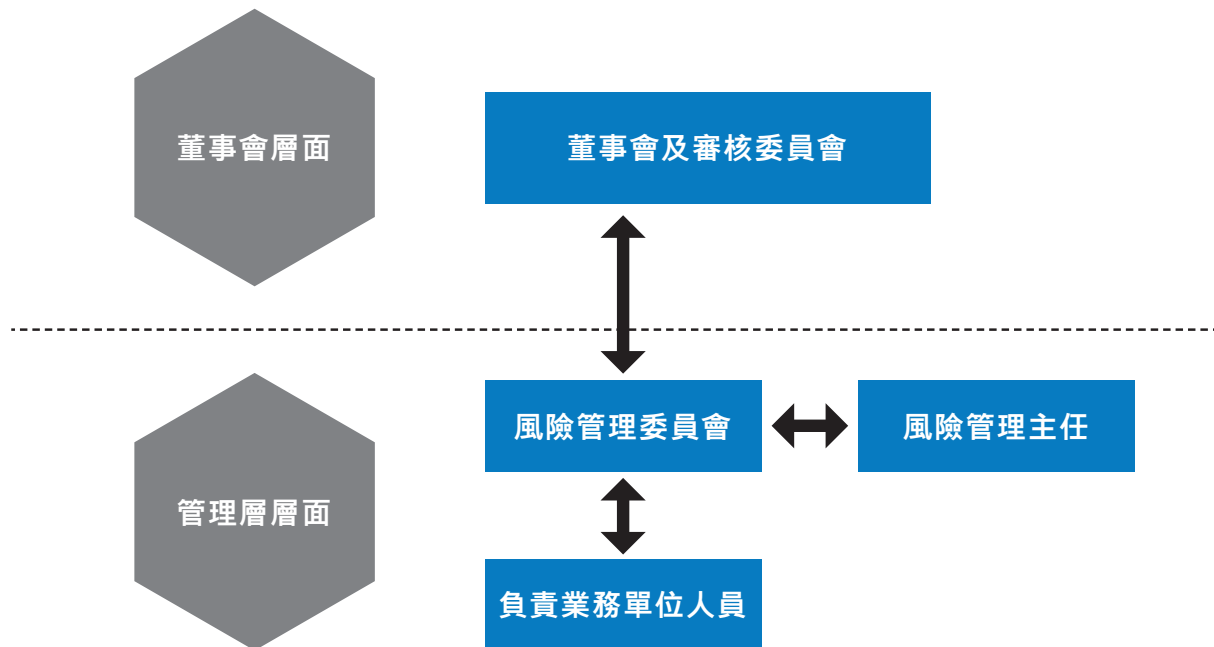 董事會層面
董事會及審核委員會
風險管理委員會
風險管理主任
管理層層面
負責業務單位人員